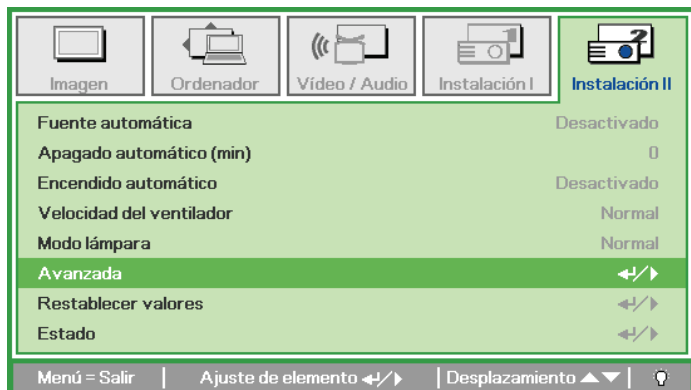 Imagen Ordenador Vídeo / Audio Instalación I Instalación II
Fuente automática Desactivado
Apagado automático (min) 0
Encendido automático Desactivado
Velocidad del ventilador Normal
Modo lámpara Normal
Avanzada
Restablecer valores
Estado
Menú = Salir | Ajuste de elemento | Desplazamiento